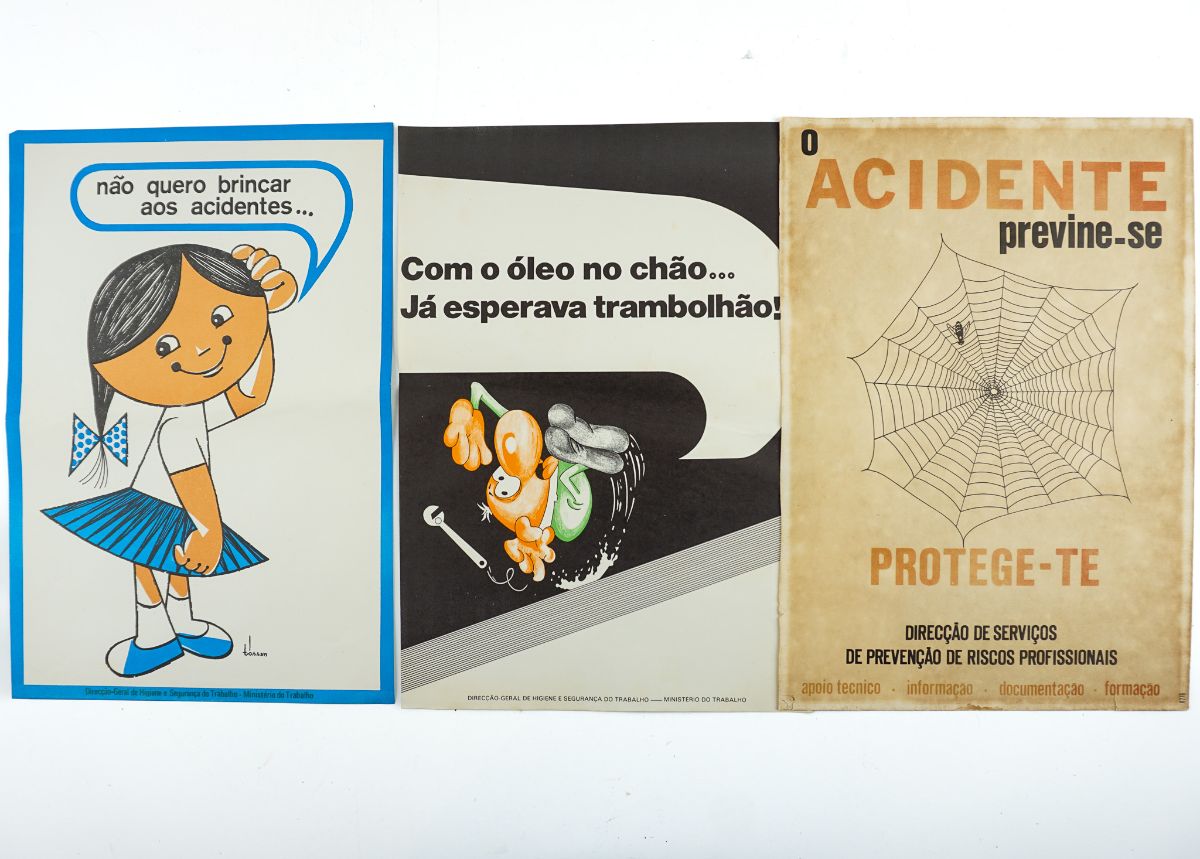 não quero brincar
aos acidentes...
Direcção-Geral de Higiene e Segurança do Trabalho - Ministério do Trabalho
Com o óleo no chão...
Já esperava trambolhão!
DIRECÇÃO-GERAL DE HIGIENE E SEGURANÇA DO TRABALHO — MINISTÉRIO DO TRABALHO
O
ACIDENTE
previne-se
PROTEGE-TE
DIRECÇÃO DE SERVIÇOS
DE PREVENÇÃO DE RISCOS PROFISSIONAIS
apoio tecnico · informação · documentação · formação